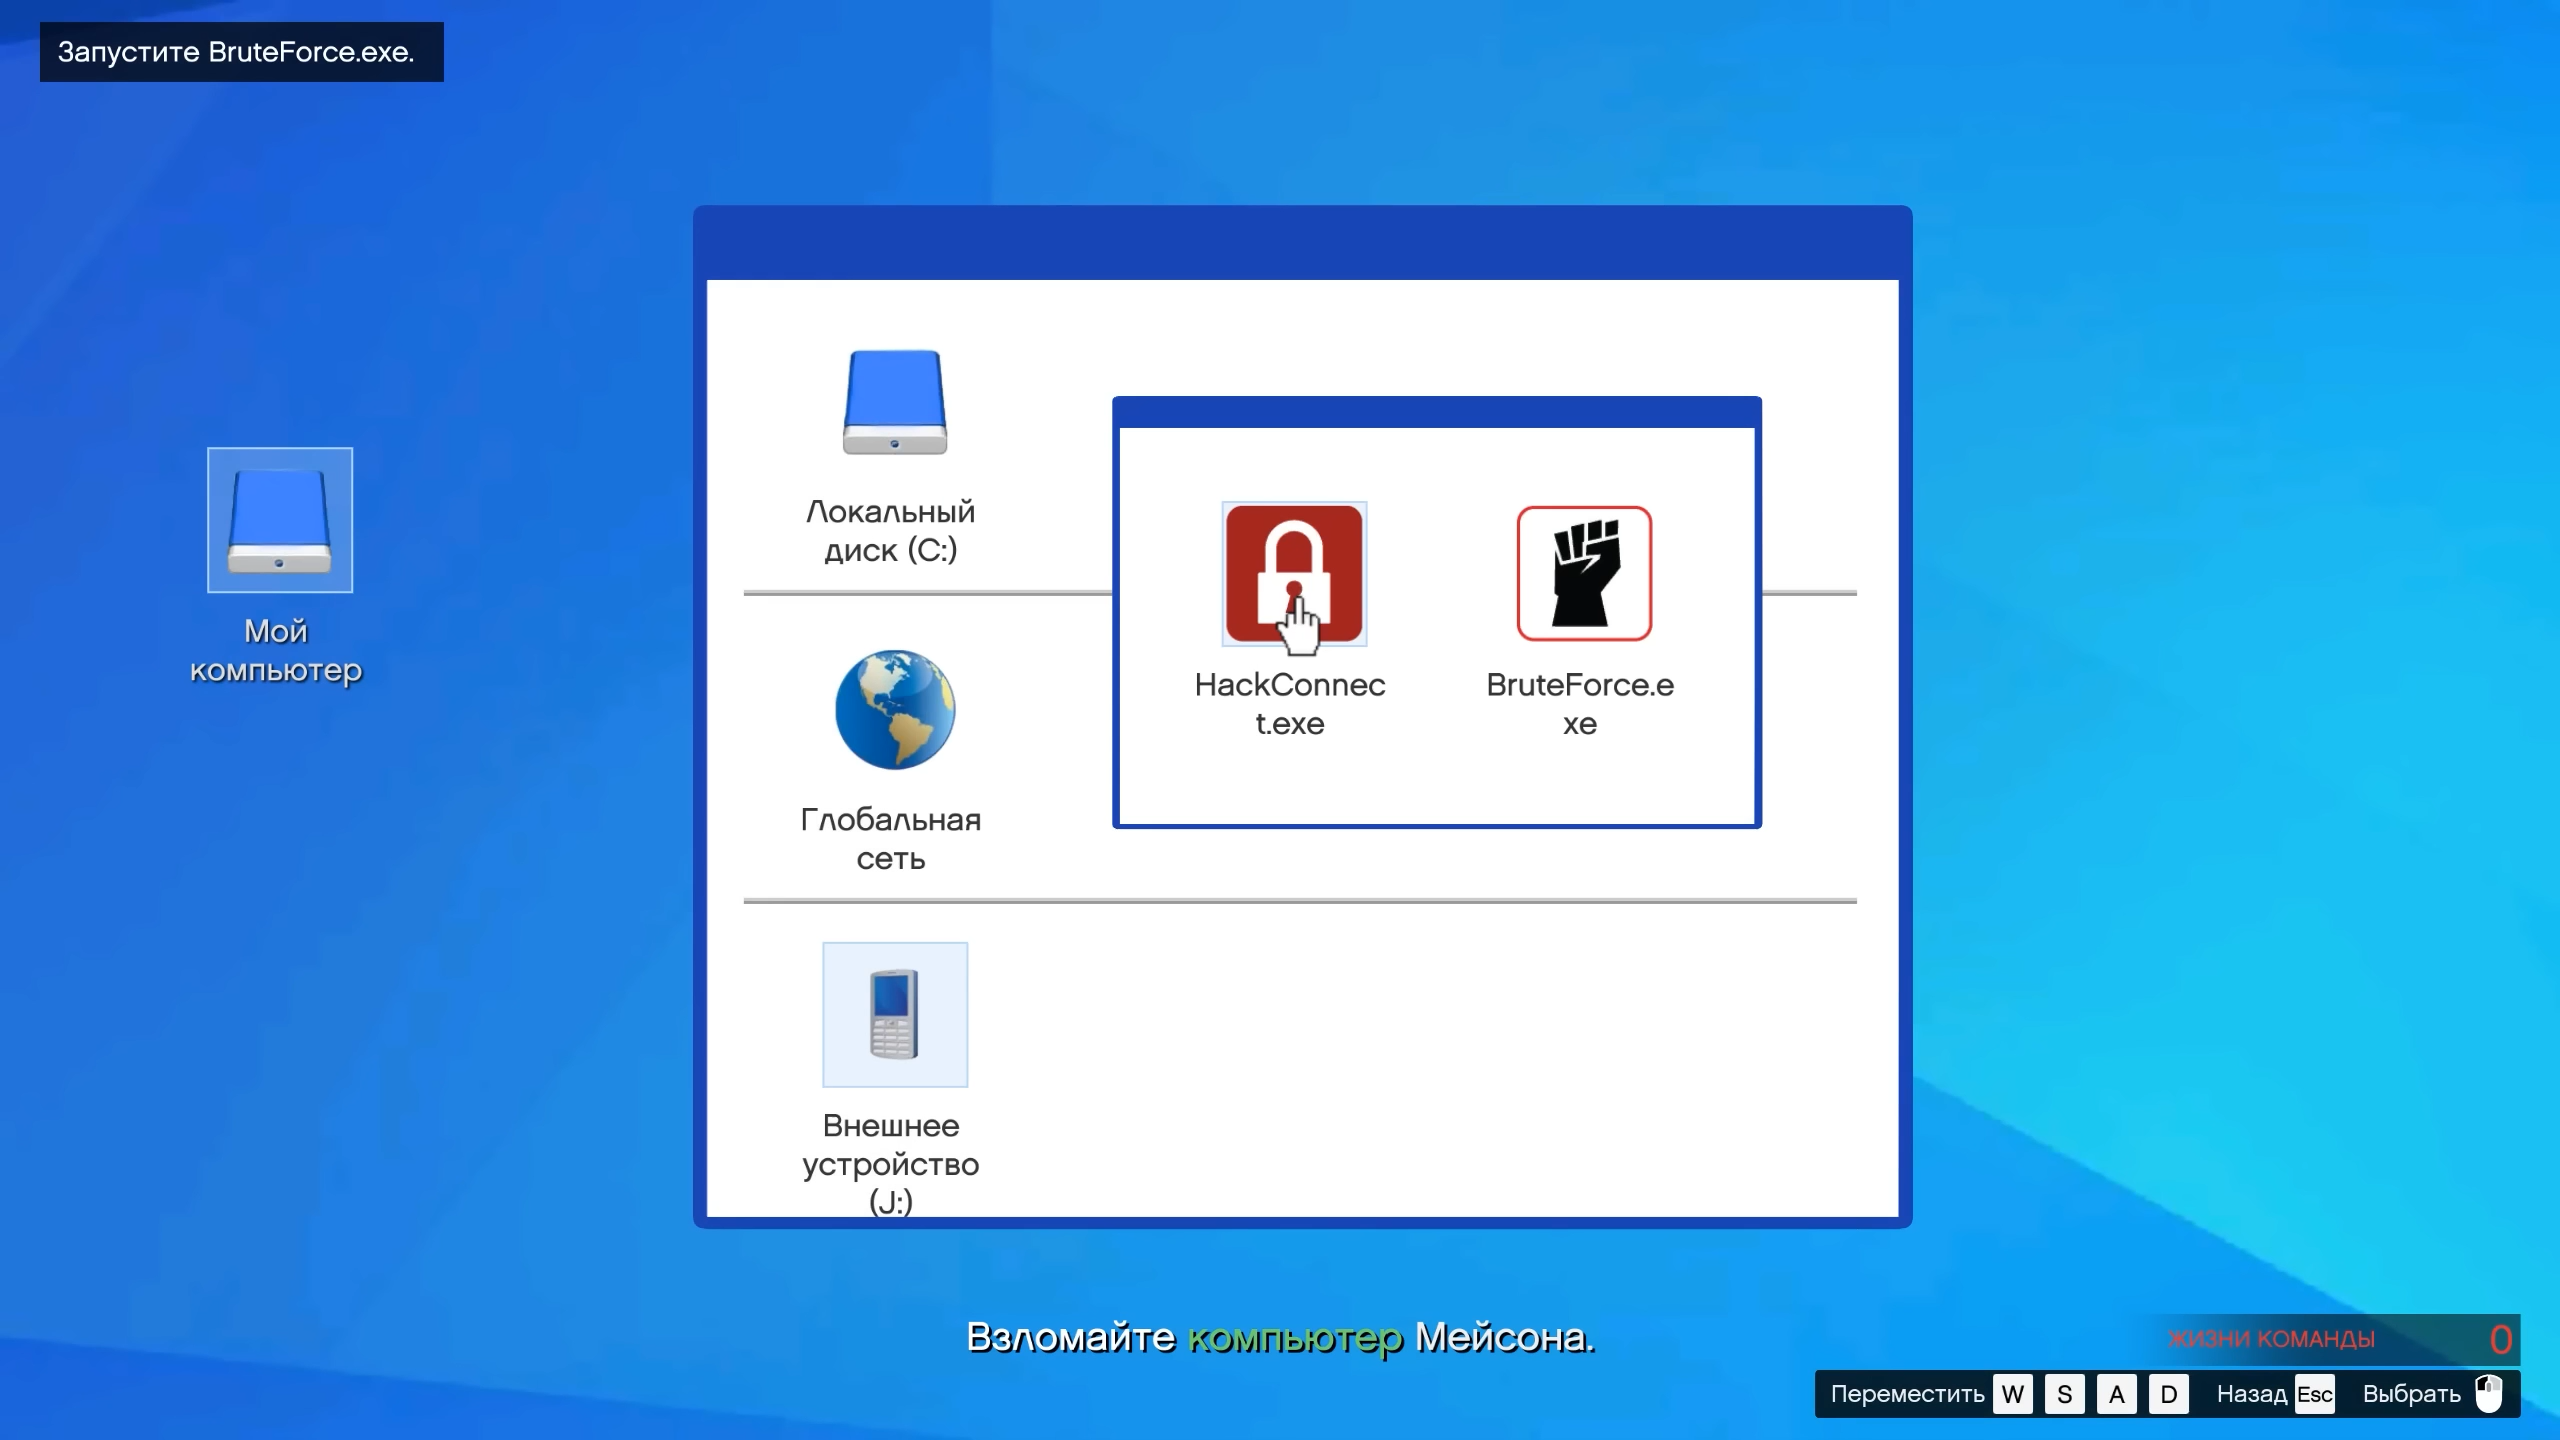 Запустите BruteForce.exe.
Мой
компьютер
Локальный
диск (C:)
HackConnec
t.exe
BruteForce.e
xe
Глобальная
сеть
Внешнее
устройство
(J:)
Взломайте компьютер Мейсона.
ЖИЗНИ КОМАНДЫ 0
Переместить W S A D Назад Esc Выбрать